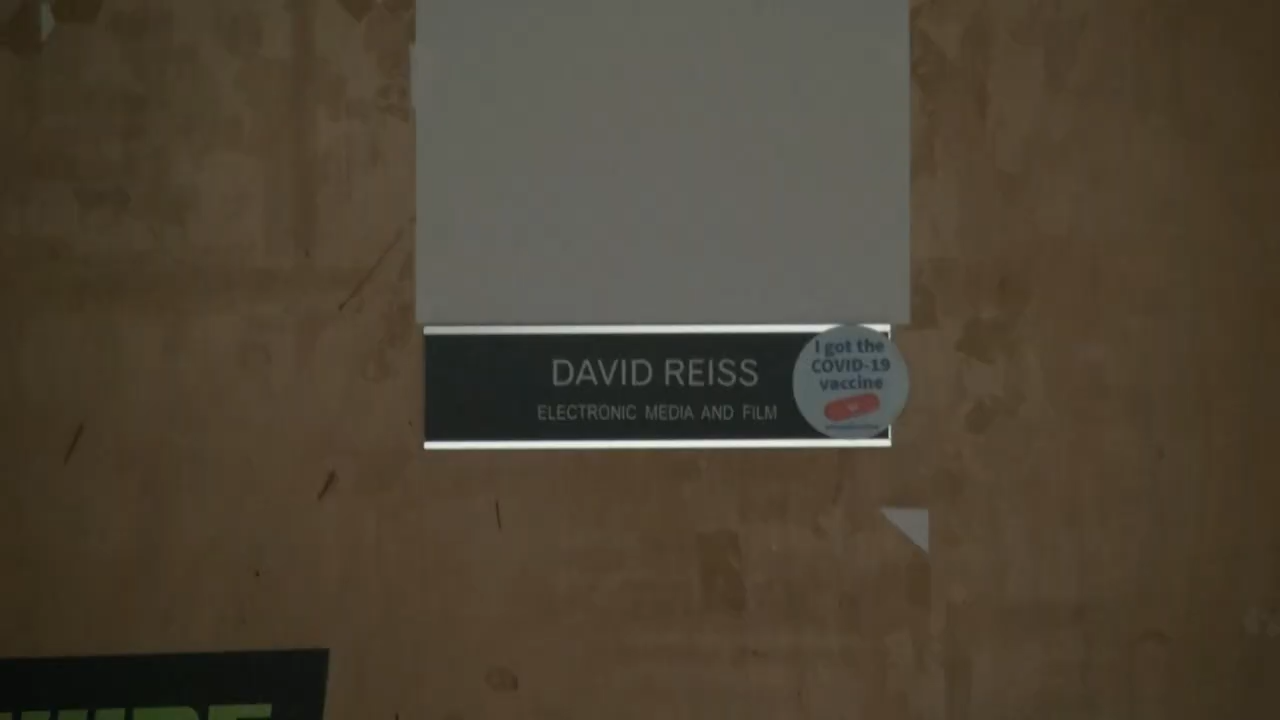 DAVID REISS
ELECTRONIC MEDIA AND FILM
I got the
COVID-19
vaccine